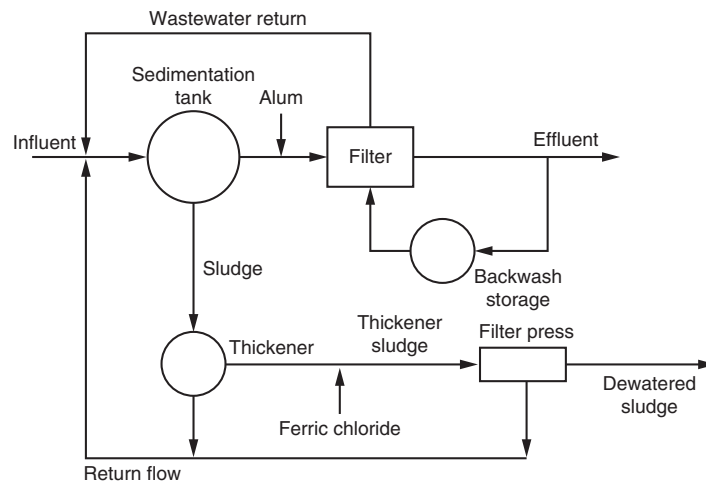 Wastewater return
Sedimentation
tank
Alum
Influent
Filter
Effluent
Sludge
Backwash
storage
Thickener
Thickener
sludge
Filter press
Dewatered
sludge
Ferric chloride
Return flow